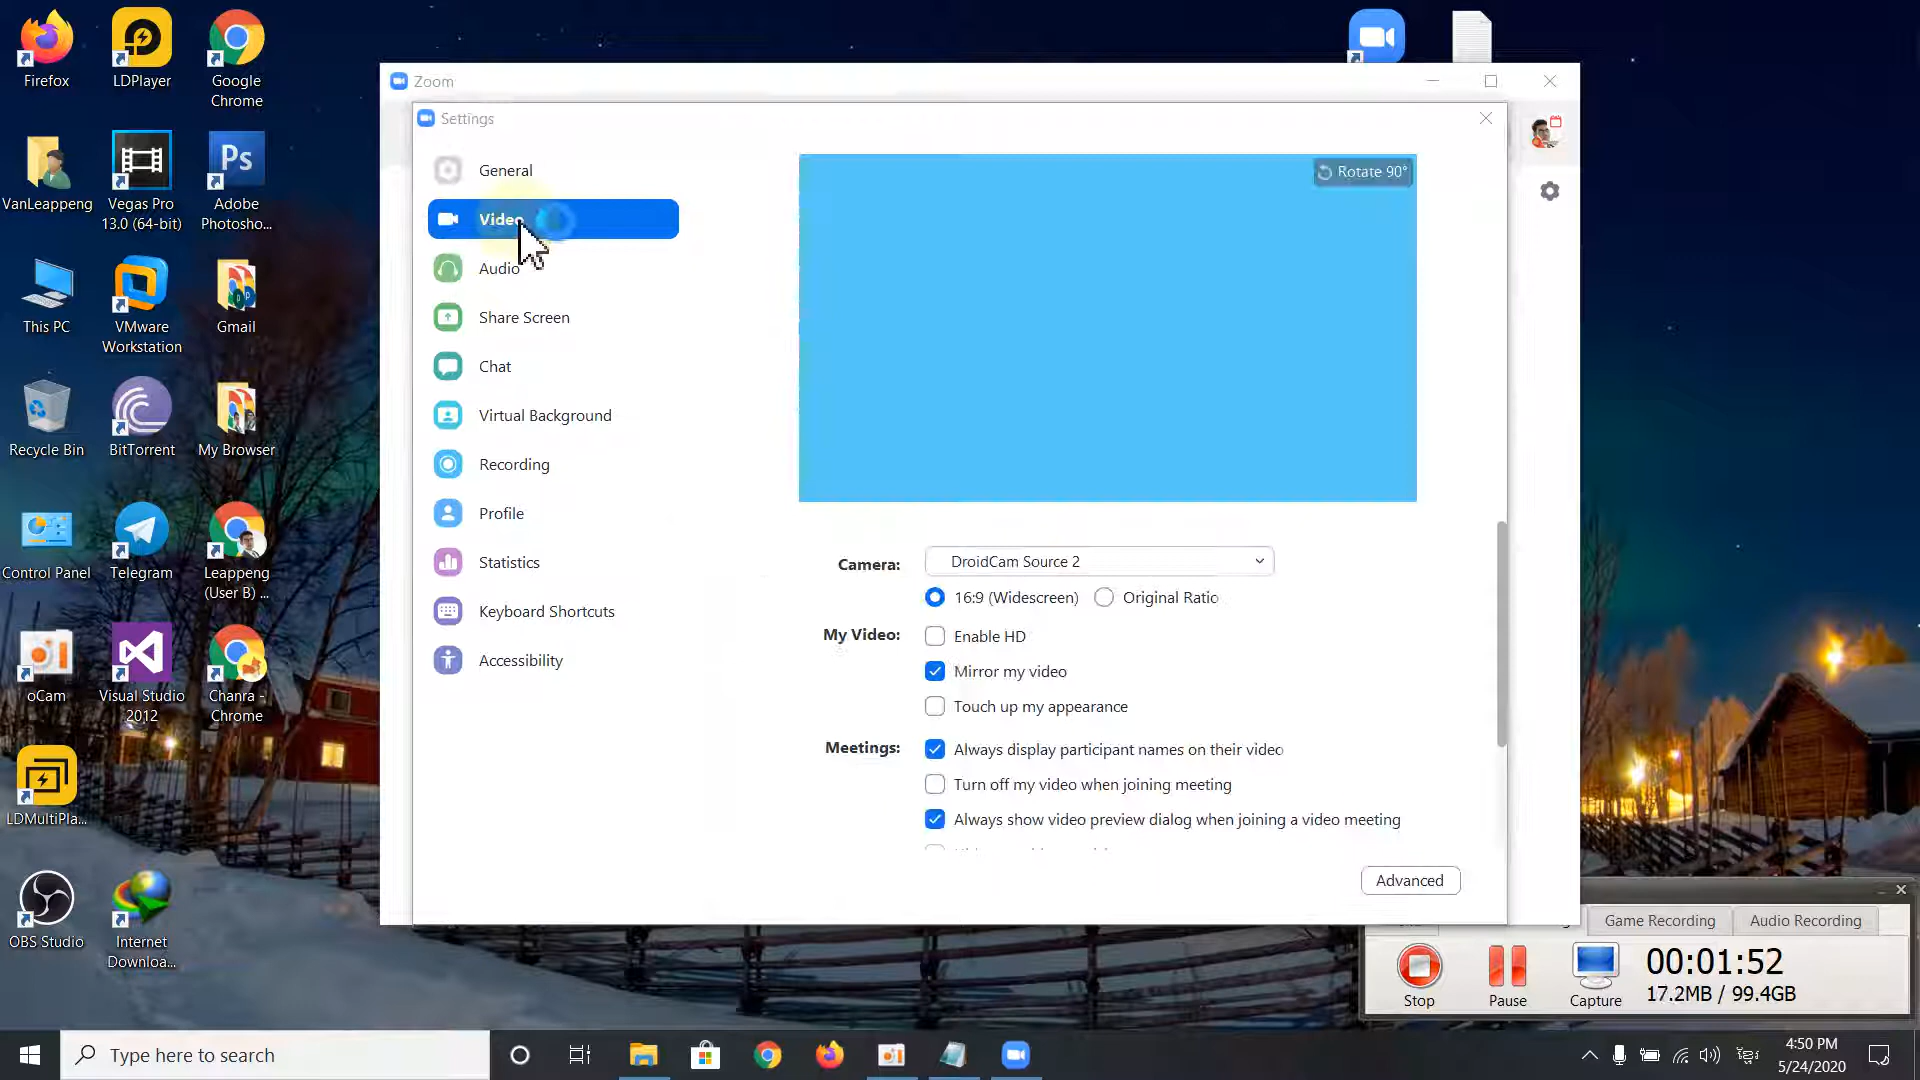 Firefox
LDPlayer
Google
Chrome
VanLeappeng
Vegas Pro
13.0 (64-bit)
Ps
Adobe
Photosho...
This PC
VMware
Workstation
Gmail
Recycle Bin
BitTorrent
My Browser
Control Panel
Telegram
Leappeng
(User B) ...
oCam
Visual Studio
2012
Chanra -
Chrome
LDMultiPla...
OBS Studio
Internet
Downloa...
Zoom
Settings
General
Video
Audio
Share Screen
Chat
Virtual Background
Recording
Profile
Statistics
Keyboard Shortcuts
Accessibility
Rotate 90°
Camera:
DroidCam Source 2
16:9 (Widescreen)
Original Ratio
My Video:
Enable HD
Mirror my video
Touch up my appearance
Meetings:
Always display participant names on their video
Turn off my video when joining meeting
Always show video preview dialog when joining a video meeting
Advanced
Game Recording
Audio Recording
Stop
Pause
Capture
00:01:52
17.2MB / 99.4GB
Type here to search
4:50 PM
5/24/2020